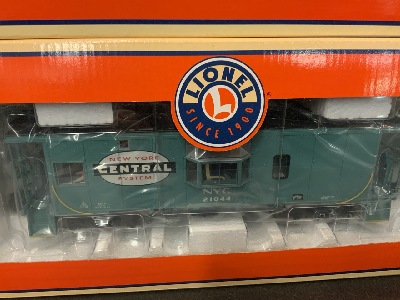 LIONEL
L
SINCE 1900
NEW YORK
CENTRAL
SYSTEM
NYC
21044